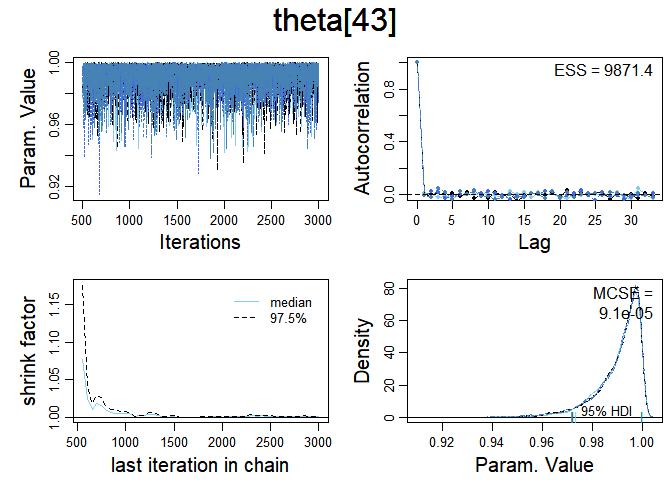 theta[43]
Param. Value
1.00
0.96
0.92
500
1000
1500
2000
2500
3000
Iterations
Autocorrelation
0.8
0.4
0.0
0
5
10
15
20
25
30
Lag
ESS = 9871.4
shrink factor
1.15
1.10
1.05
1.00
median
97.5%
500
1000
1500
2000
2500
3000
last iteration in chain
Density
80
60
40
20
0
MCSE =
9.1e-05
95% HDI
0.92
0.94
0.96
0.98
1.00
Param. Value